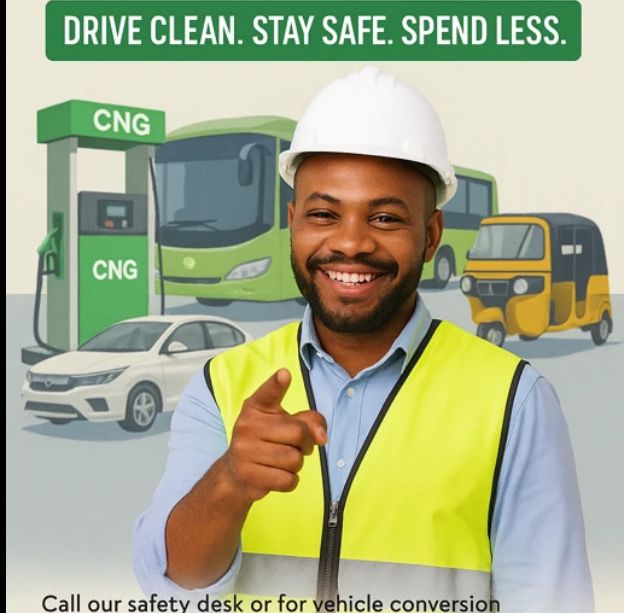 DRIVE CLEAN. STAY SAFE. SPEND LESS.
CNG
CNG
Call our safety desk or for vehicle conversion